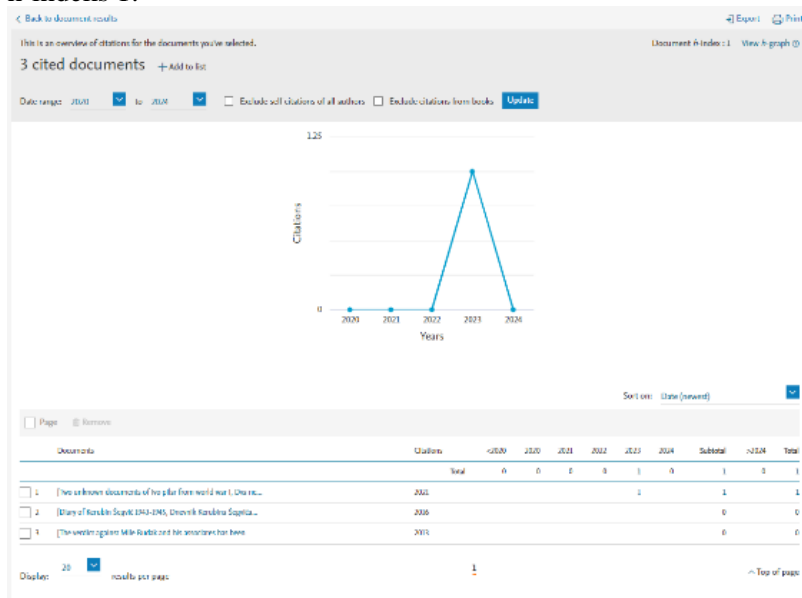 Back to document results
Export Print
This is an overview of citations for the documents you've selected.
Document h-index : 1 View h-graph
3 cited documents + Add to list
Date range: 2020 to 2024 Exclude self citations of all authors Exclude citations from books Update
1.25
Citations
0
2020 2021 2022 2023 2024
Years
Sort on: Date (newest)
Page Remove
Documents Citations <2020 2020 2021 2022 2023 2024 Subtotal >2024 Total
Total 0 0 0 0 1 0 1 0 1
1 [Two unknown documents of Ivo pilar from world war I, Dva ne... 2021 1 1 1
2 [Diary of Kerubin Šegvić 1943-1945, Dnevnik Kerubina Šegvića... 2016 0 0
3 [The verdict against Mile Budak and his associates has been 2013 0 0
Display: 20 results per page
1
Top of page